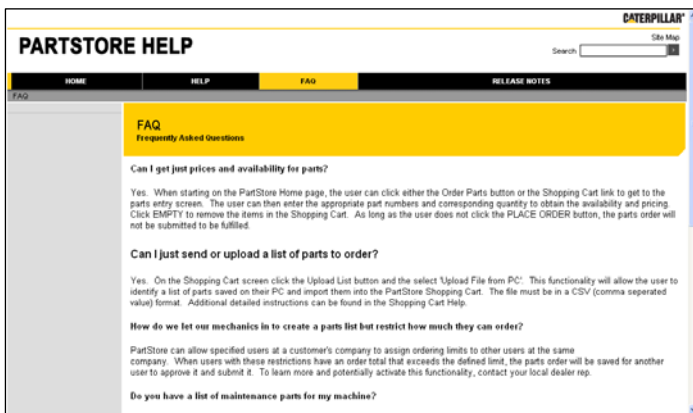 CATERPILLAR®
PARTSTORE HELP
Site Map
Search
HOME HELP FAQ RELEASE NOTES
FAQ
FAQ
Frequently Asked Questions
Can I get just prices and availability for parts?
Yes. When starting on the PartStore Home page, the user can click either the Order Parts button or the Shopping Cart link to get to the
parts entry screen. The user can then enter the appropriate part numbers and corresponding quantity to obtain the availability and pricing.
Click EMPTY to remove the items in the Shopping Cart. As long as the user does not click the PLACE ORDER button, the parts order will
not be submitted to be fulfilled.
Can I just send or upload a list of parts to order?
Yes. On the Shopping Cart screen click the Upload List button and the select 'Upload File from PC'. This functionality will allow the user to
identify a list of parts saved on their PC and import them into the PartStore Shopping Cart. The file must be in a CSV (comma seperated
value) format. Additional detailed instructions can be found in the Shopping Cart Help.
How do we let our mechanics in to create a parts list but restrict how much they can order?
PartStore can allow specified users at a customer's company to assign ordering limits to other users at the same
company. When users with these restrictions have an order total that exceeds the defined limit, the parts order will be saved for another
user to approve it and submit it. To learn more and potentially activate this functionality, contact your local dealer rep.
Do you have a list of maintenance parts for my machine?